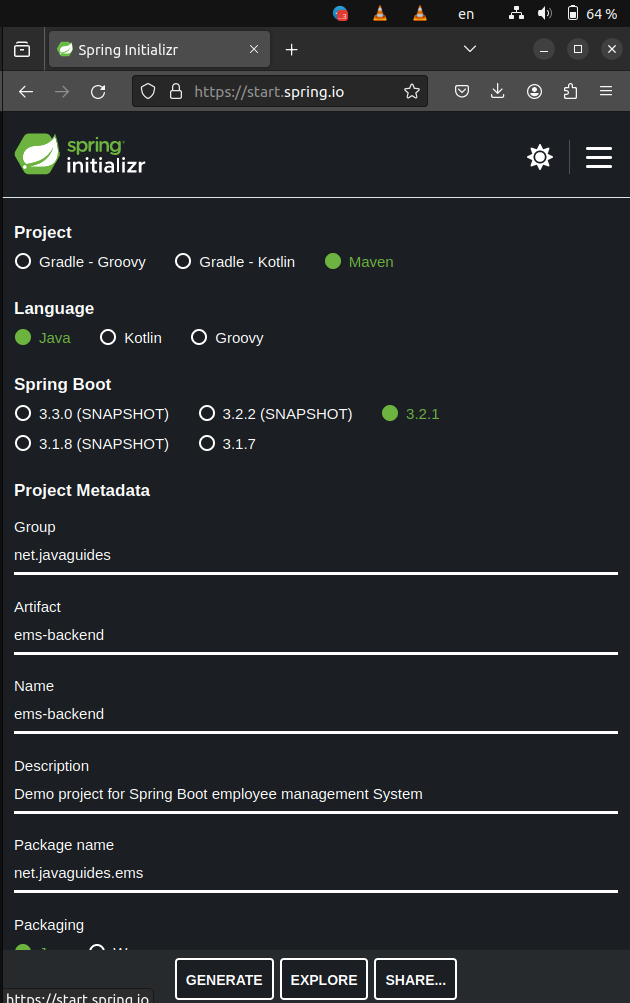 en 64 %
Spring Initializr
https://start.spring.io
spring
initializr
Project
Gradle - Groovy Gradle - Kotlin Maven
Language
Java Kotlin Groovy
Spring Boot
3.3.0 (SNAPSHOT) 3.2.2 (SNAPSHOT) 3.2.1
3.1.8 (SNAPSHOT) 3.1.7
Project Metadata
Group
net.javaguides
Artifact
ems-backend
Name
ems-backend
Description
Demo project for Spring Boot employee management System
Package name
net.javaguides.ems
Packaging
GENERATE EXPLORE SHARE...
https://start.spring.io